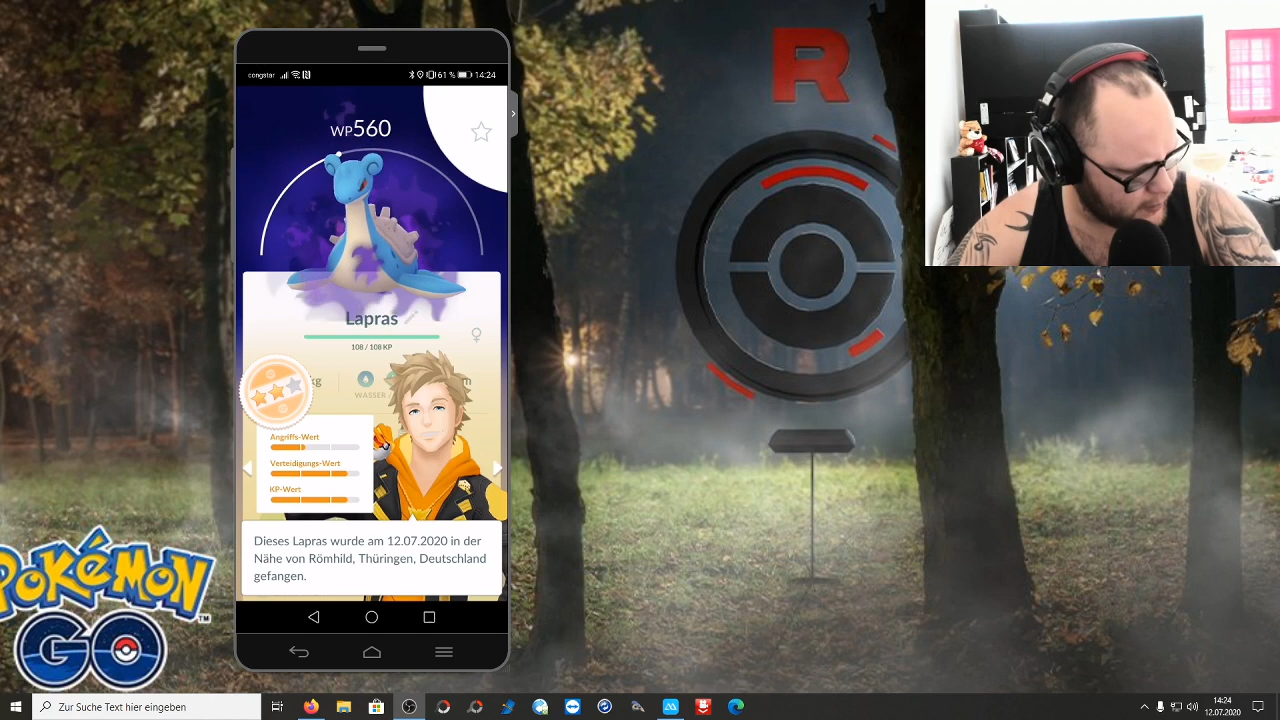 congstar
61 % 14:24
WP560
Lapras
108 / 108 KP
kg
m
WASSER /
Angriffs-Wert
Verteidigungs-Wert
KP-Wert
Dieses Lapras wurde am 12.07.2020 in der
Nähe von Römhild, Thüringen, Deutschland
gefangen.
R
POKÉMON
TM
GO
Zur Suche Text hier eingeben
14:24
12.07.2020